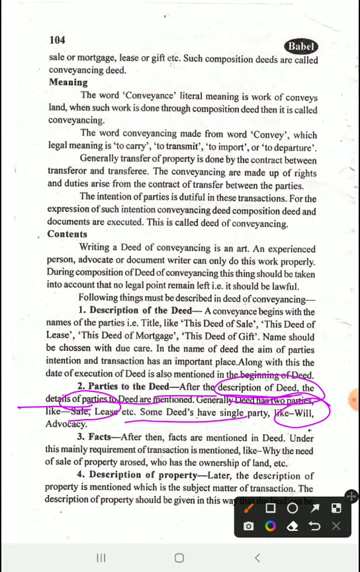 104
Babel
sale or mortgage, lease or gift etc. Such composition deeds are called
conveyancing deed.
Meaning
The word 'Conveyance' literal meaning is work of conveys
land, when such work is done through composition deed then it is called
conveyancing.
The word conveyancing made from word 'Convey', which
legal meaning is 'to carry', 'to transmit', 'to import', or 'to departure'.
Generally transfer of property is done by the contract between
transferor and transferee. The conveyancing are made up of rights
and duties arise from the contract of transfer between the parties.
The intention of parties is dutiful in these transactions. For the
expression of such intention conveyancing deed composition deed and
documents are executed. This is called deed of conveyancing.
Contents
Writing a Deed of conveyancing is an art. An experienced
person, advocate or document writer can only do this work properly.
During composition of Deed of conveyancing this thing should be taken
into account that no legal point remain left i.e. it should be lawful.
Following things must be described in deed of conveyancing—
1. Description of the Deed— A conveyance begins with the
names of the parties i.e. Title, like 'This Deed of Sale', 'This Deed of
Lease', 'This Deed of Mortgage', 'This Deed of Gift'. Name should
be chossen with due care. In the name of deed the aim of parties
intention and transaction has an important place.Along with this the
date of execution of Deed is also mentioned in the beginning of Deed.
2. Parties to the Deed—After the description of Deed, the
details of parties to Deed are mentioned. Generally Deed has two parties,
like—Safe, Lease etc. Some Deed's have single party, like—Will,
Advocacy.
3. Facts—After then, facts are mentioned in Deed. Under
this mainly requirement of transaction is mentioned, like—Why the
need of sale of property arosed, who has the ownership of land, etc.
4. Description of property—Later, the description of
property is mentioned which is the subject matter of transaction. The
description of property should be given in this way